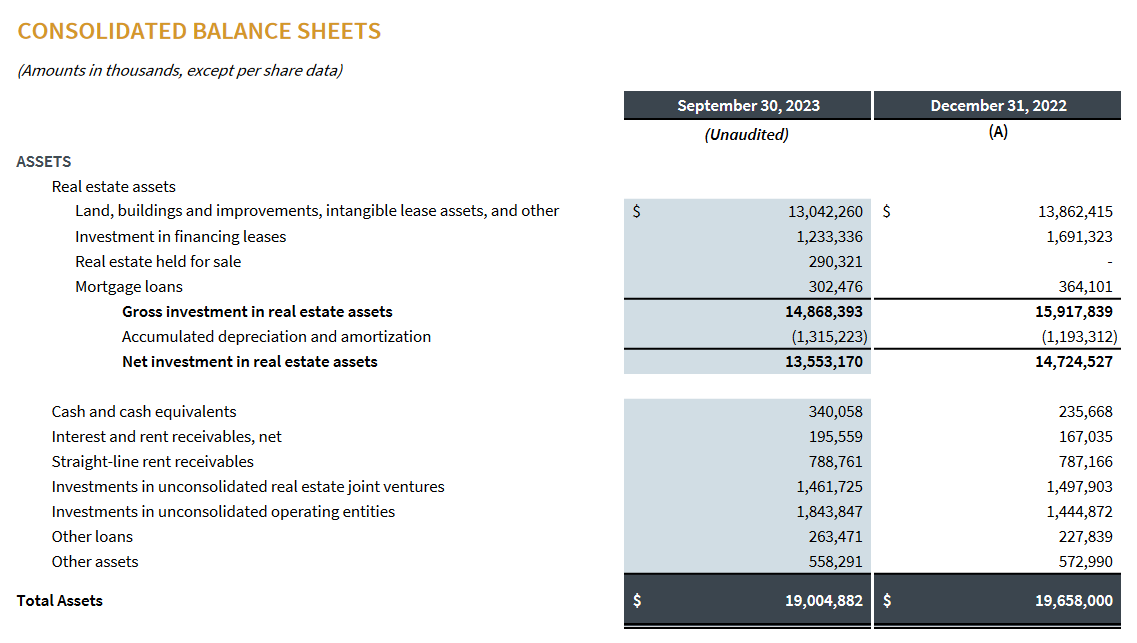 CONSOLIDATED BALANCE SHEETS
(Amounts in thousands, except per share data)
September 30, 2023 December 31, 2022
(Unaudited) (A)
ASSETS
Real estate assets
Land, buildings and improvements, intangible lease assets, and other $ 13,042,260 $ 13,862,415
Investment in financing leases 1,233,336 1,691,323
Real estate held for sale 290,321 -
Mortgage loans 302,476 364,101
Gross investment in real estate assets 14,868,393 15,917,839
Accumulated depreciation and amortization (1,315,223) (1,193,312)
Net investment in real estate assets 13,553,170 14,724,527
Cash and cash equivalents 340,058 235,668
Interest and rent receivables, net 195,559 167,035
Straight-line rent receivables 788,761 787,166
Investments in unconsolidated real estate joint ventures 1,461,725 1,497,903
Investments in unconsolidated operating entities 1,843,847 1,444,872
Other loans 263,471 227,839
Other assets 558,291 572,990
Total Assets $ 19,004,882 $ 19,658,000